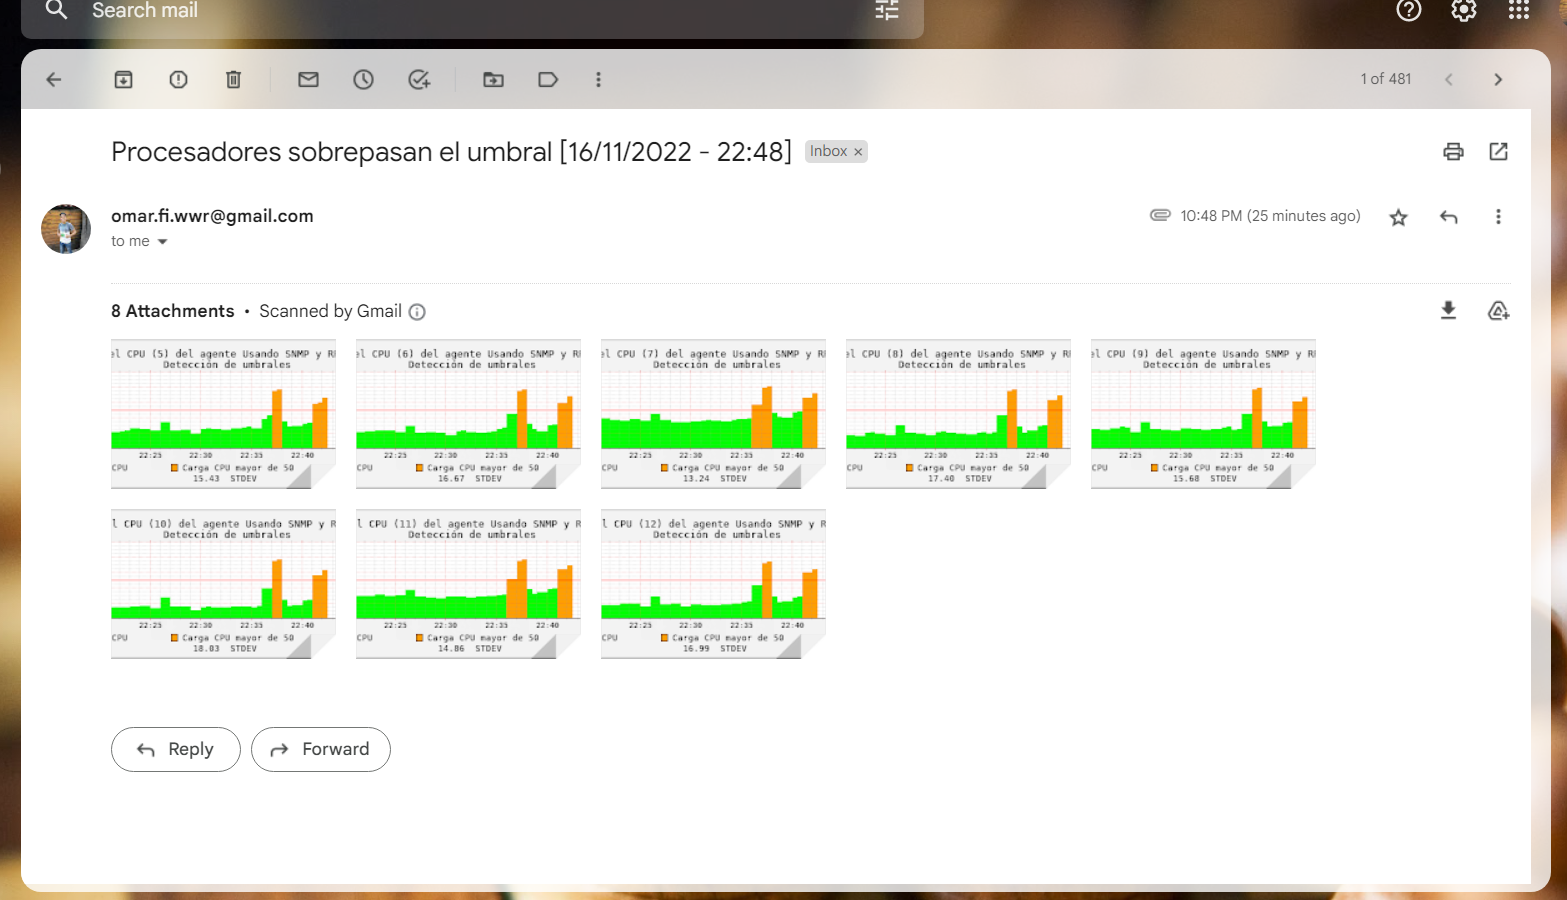 Search mail
1 of 481
Procesadores sobrepasan el umbral [16/11/2022 - 22:48] Inbox ×
omar.fi.wwr@gmail.com
10:48 PM (25 minutes ago)
to me
8 Attachments • Scanned by Gmail
el CPU (5) del agente Usando SNMP y R
Detección de umbrales
22:25 22:30 22:35 22:40
CPU Carga CPU mayor de 50
15.43 STDEV
el CPU (6) del agente Usando SNMP y R
Detección de umbrales
22:25 22:30 22:35 22:40
CPU Carga CPU mayor de 50
16.67 STDEV
el CPU (7) del agente Usando SNMP y R
Detección de umbrales
22:25 22:30 22:35 22:40
CPU Carga CPU mayor de 50
13.24 STDEV
el CPU (8) del agente Usando SNMP y R
Detección de umbrales
22:25 22:30 22:35 22:40
CPU Carga CPU mayor de 50
17.40 STDEV
el CPU (9) del agente Usando SNMP y R
Detección de umbrales
22:25 22:30 22:35 22:40
CPU Carga CPU mayor de 50
15.68 STDEV
l CPU (10) del agente Usando SNMP y R
Detección de umbrales
22:25 22:30 22:35 22:40
CPU Carga CPU mayor de 50
18.03 STDEV
l CPU (11) del agente Usando SNMP y R
Detección de umbrales
22:25 22:30 22:35 22:40
CPU Carga CPU mayor de 50
14.86 STDEV
l CPU (12) del agente Usando SNMP y R
Detección de umbrales
22:25 22:30 22:35 22:40
CPU Carga CPU mayor de 50
16.99 STDEV
Reply Forward